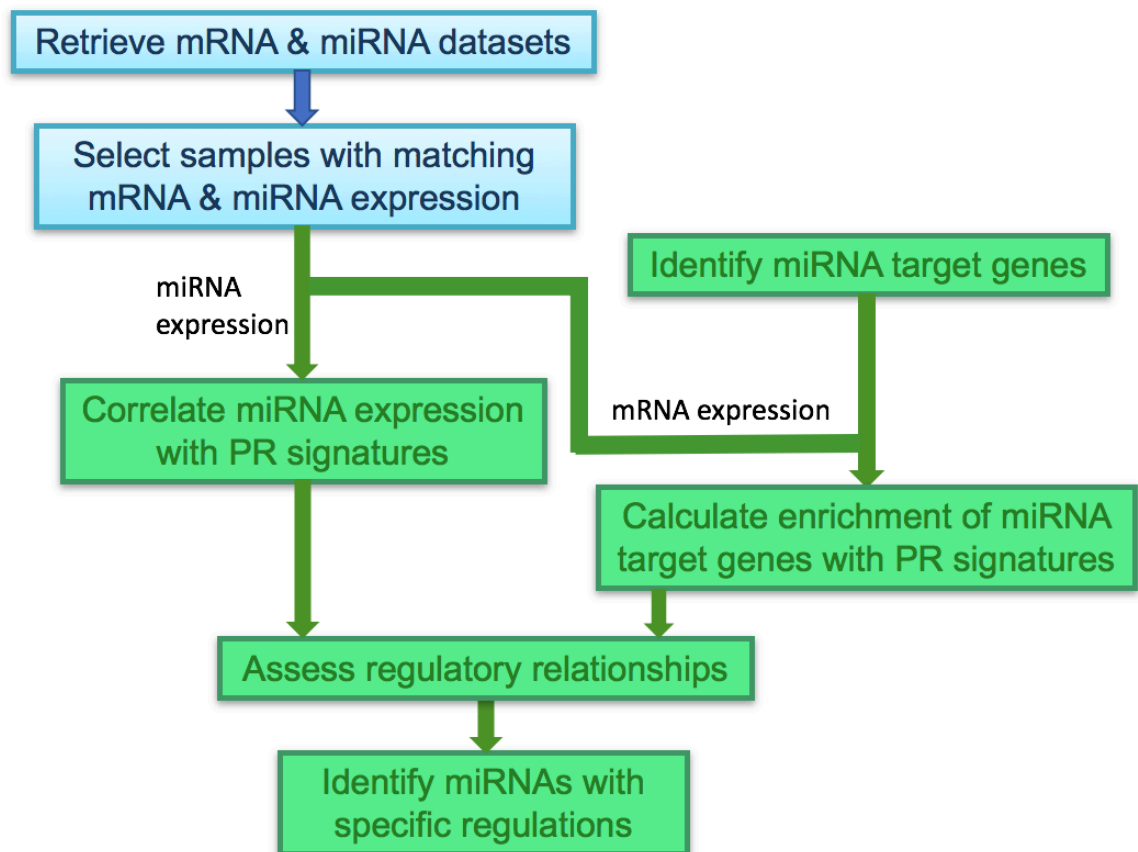 Retrieve mRNA & miRNA datasets
Select samples with matching
mRNA & miRNA expression
Identify miRNA target genes
miRNA
expression
Correlate miRNA expression
with PR signatures
mRNA expression
Calculate enrichment of miRNA
target genes with PR signatures
Assess regulatory relationships
Identify miRNAs with
specific regulations